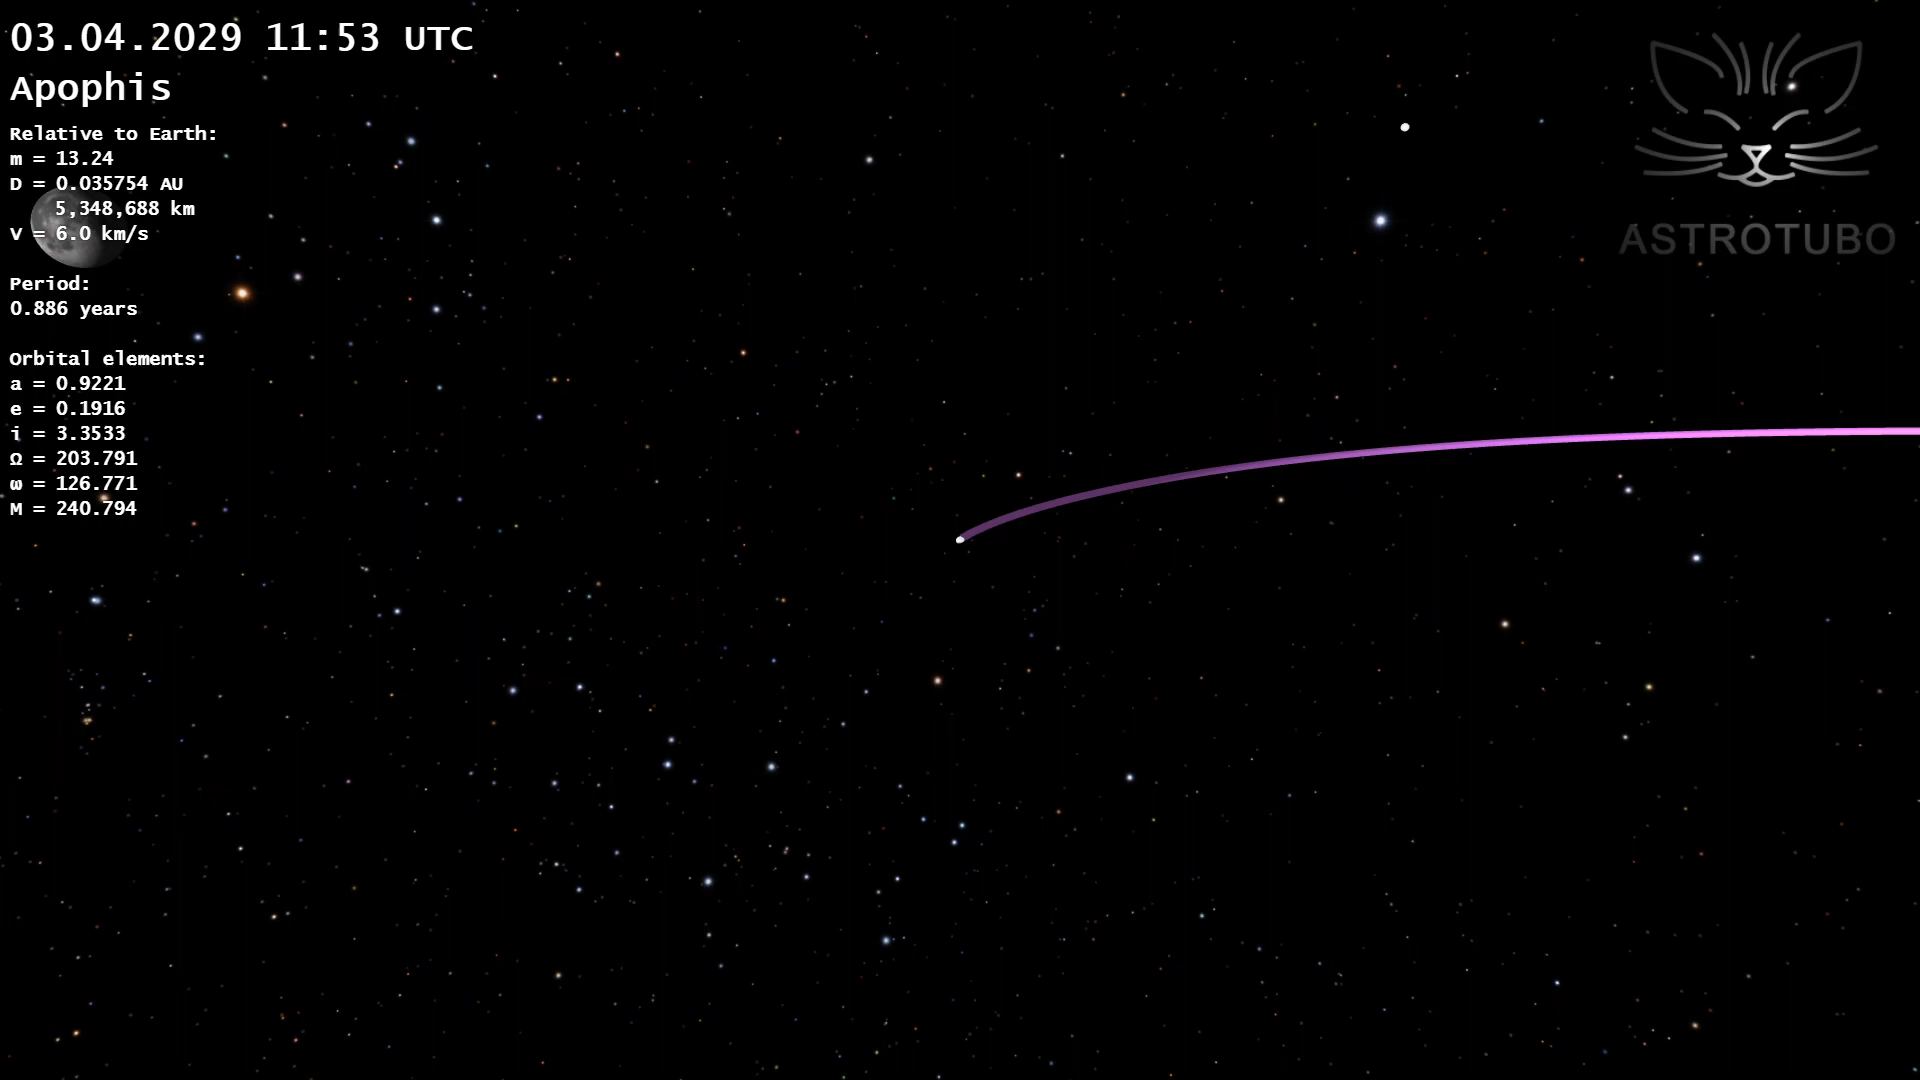 03.04.2029 11:53 UTC
Apophis
Relative to Earth:
m = 13.24
D = 0.035754 AU
5,348,688 km
V = 6.0 km/s
Period:
0.886 years
Orbital elements:
a = 0.9221
e = 0.1916
i = 3.3533
Ω = 203.791
ω = 126.771
M = 240.794
ASTROTUBO